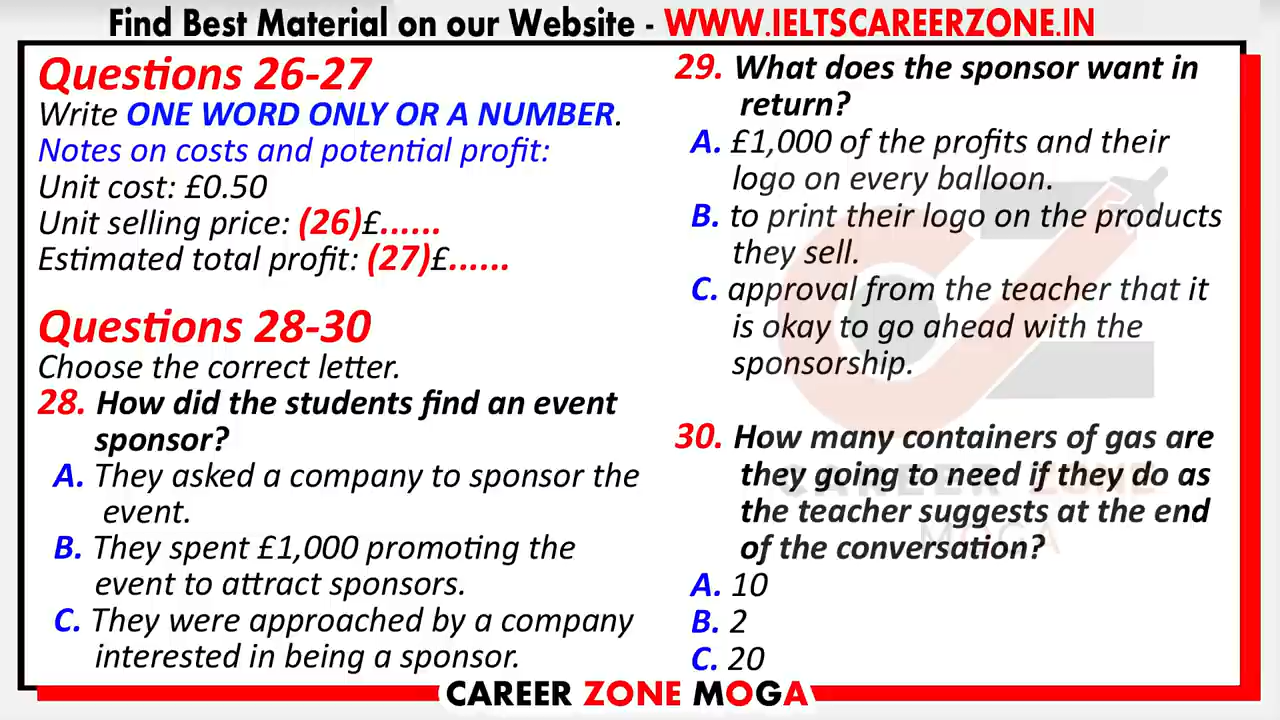 Find Best Material on our Website - WWW.IELTSCAREERZONE.IN
Questions 26-27
Write ONE WORD ONLY OR A NUMBER.
Notes on costs and potential profit:
Unit cost: £0.50
Unit selling price: (26)£......
Estimated total profit: (27)£......
Questions 28-30
Choose the correct letter.
28. How did the students find an event
sponsor?
A. They asked a company to sponsor the
event.
B. They spent £1,000 promoting the
event to attract sponsors.
C. They were approached by a company
interested in being a sponsor.
29. What does the sponsor want in
return?
A. £1,000 of the profits and their
logo on every balloon.
B. to print their logo on the products
they sell.
C. approval from the teacher that it
is okay to go ahead with the
sponsorship.
30. How many containers of gas are
they going to need if they do as
the teacher suggests at the end
of the conversation?
A. 10
B. 2
C. 20
CAREER ZONE
MOGA
CAREER ZONE MOGA